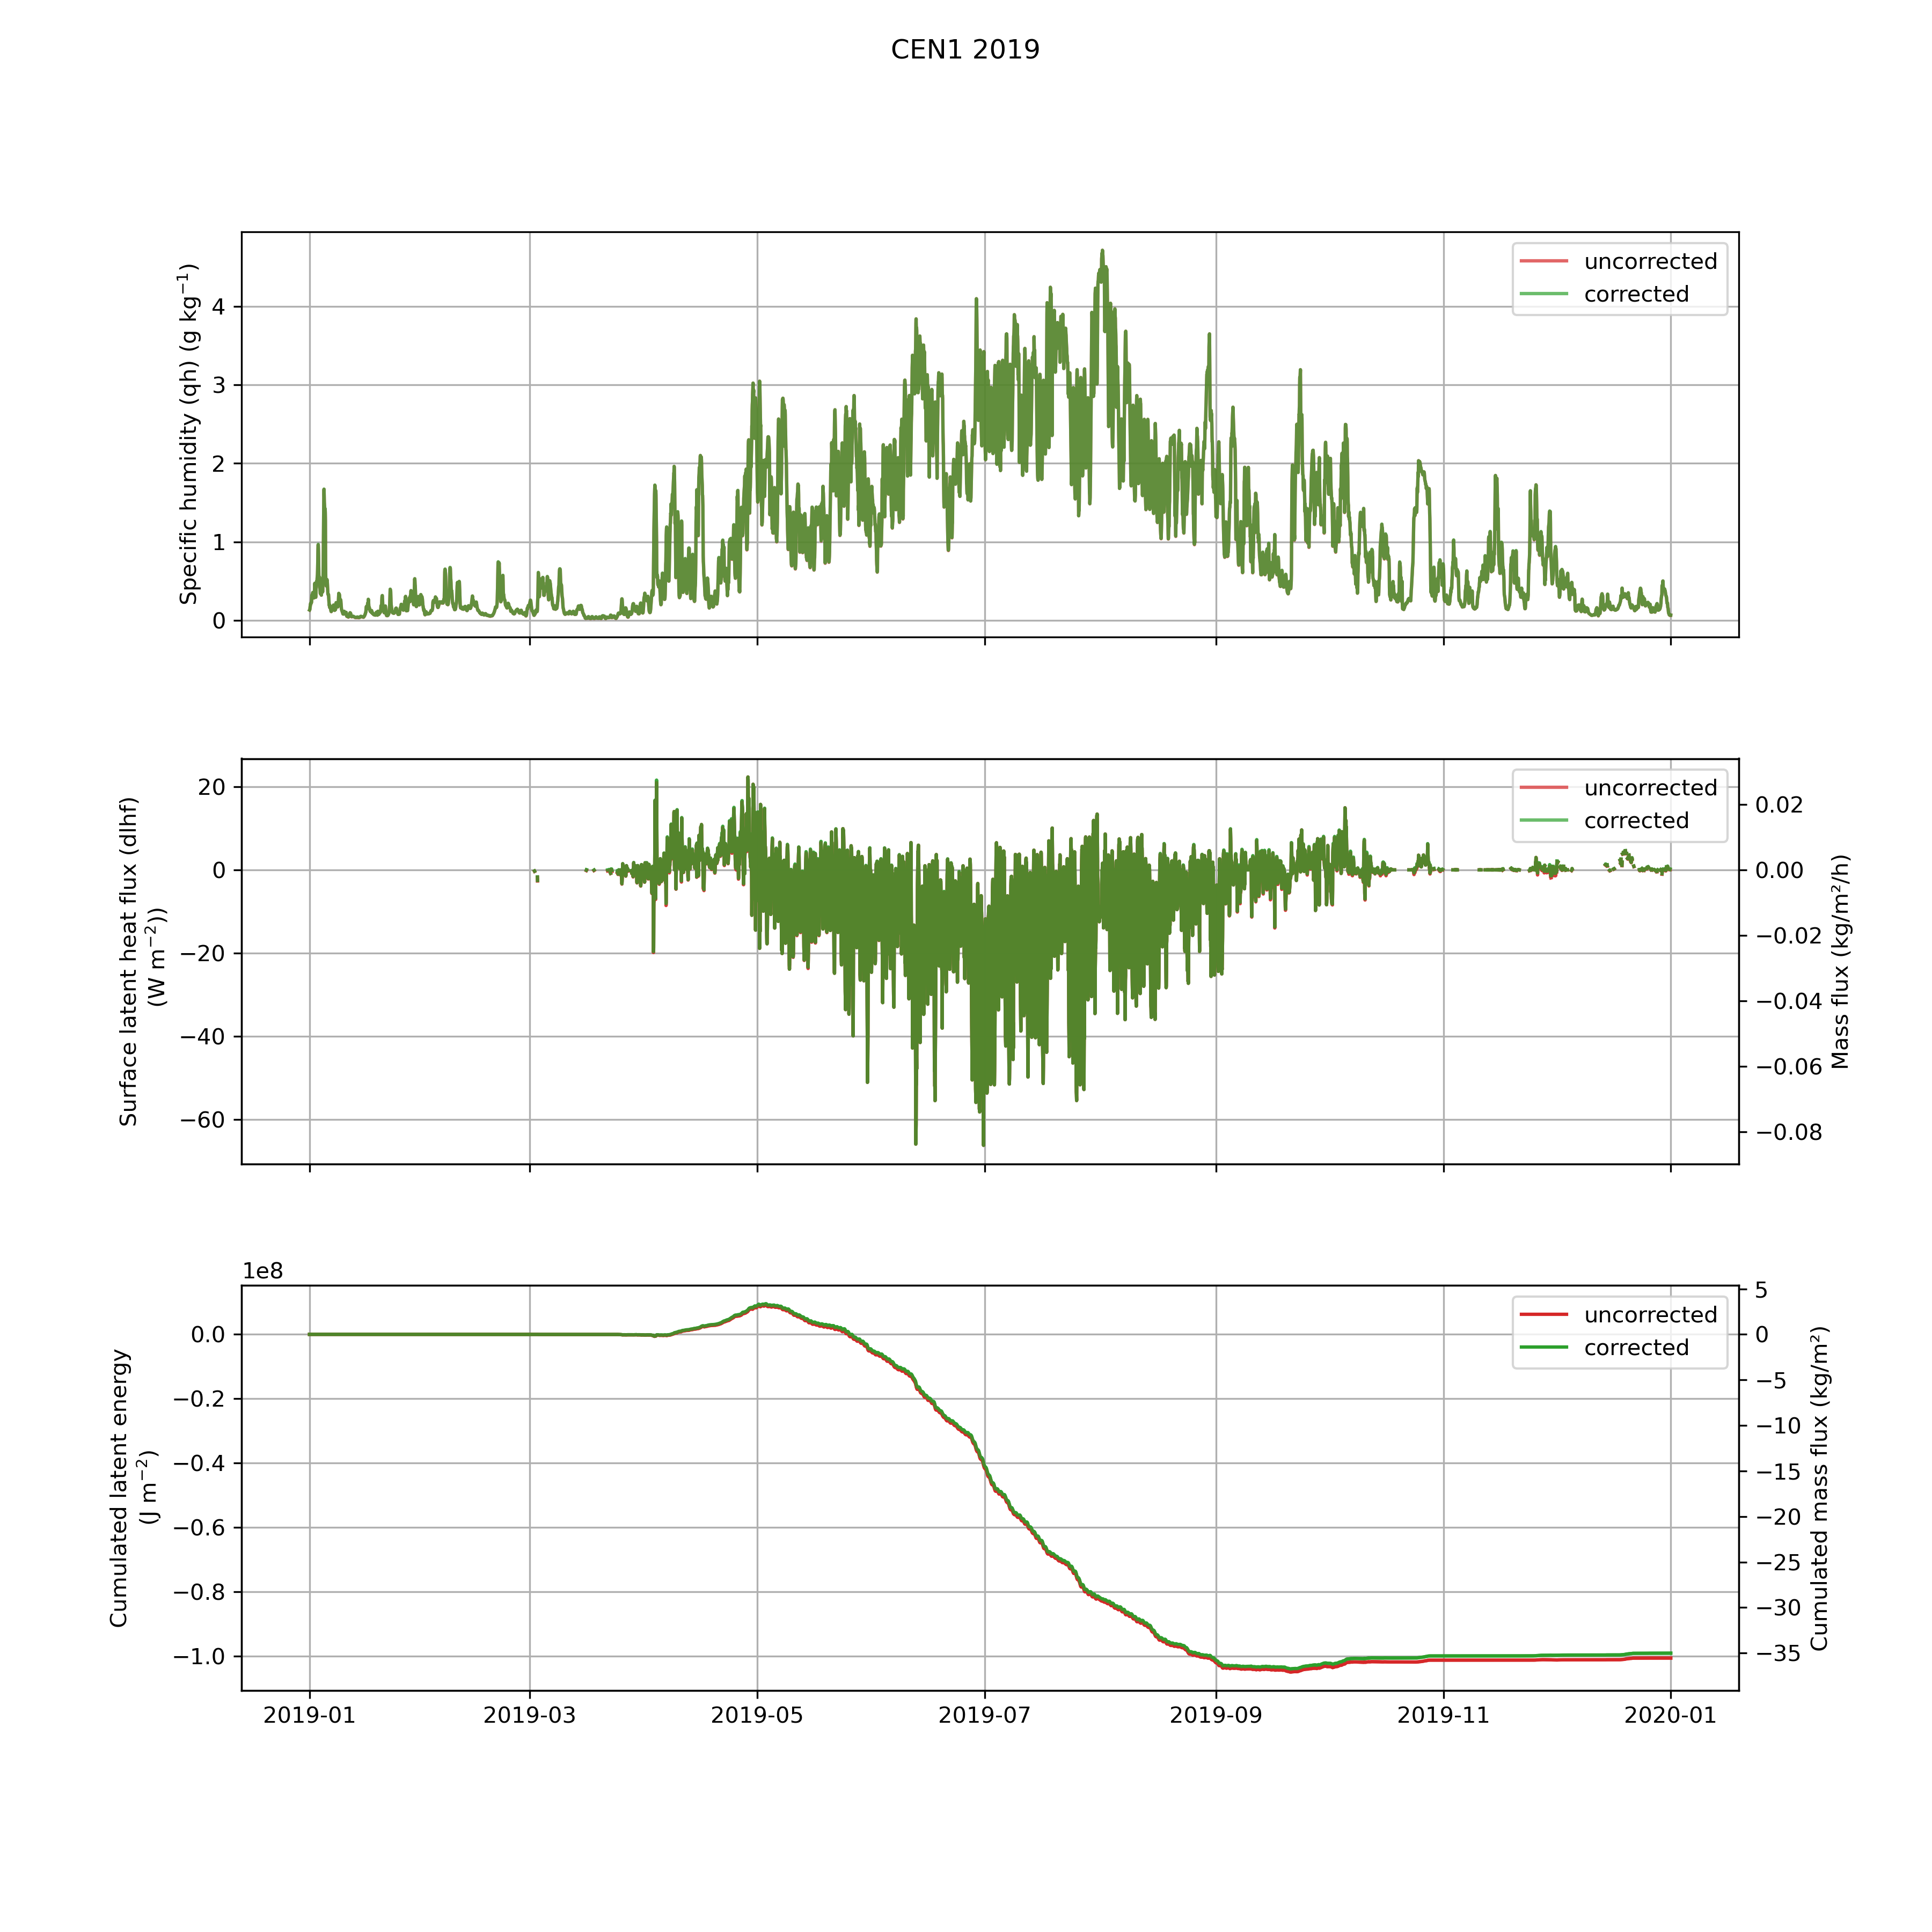 CEN1 2019
Specific humidity (qh) (g kg⁻¹)
4
3
2
1
0
uncorrected
corrected
Surface latent heat flux (dlhf)
(W m⁻²))
20
0
−20
−40
−60
uncorrected
corrected
0.02
0.00
−0.02
−0.04
−0.06
−0.08
Mass flux (kg/m²/h)
1e8
Cumulated latent energy
(J m⁻²)
0.0
−0.2
−0.4
−0.6
−0.8
−1.0
uncorrected
corrected
5
0
−5
−10
−15
−20
−25
−30
−35
Cumulated mass flux (kg/m²)
2019-01
2019-03
2019-05
2019-07
2019-09
2019-11
2020-01